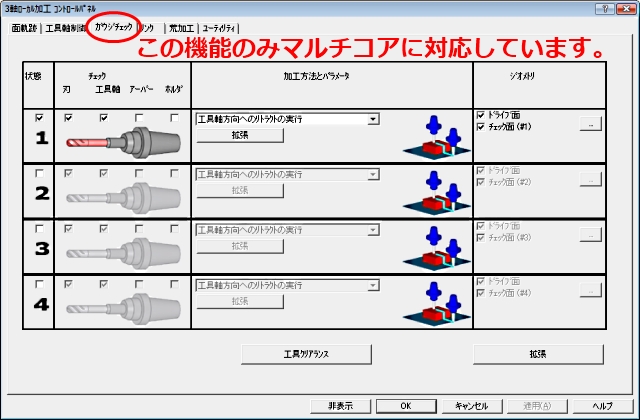 3軸ローカル加工 コントロールパネル
面軌跡 工具軸制御 ガウジチェック リンク 荒加工 ユーティリティ
この機能のみマルチコアに対応しています。
状態 チェック 加工方法とパラメータ ジオメトリ
刃 工具軸 アーバー ホルダ
1 工具軸方向へのリトラクトの実行 ドライブ面
拡張 チェック面 (#1) ...
2 工具軸方向へのリトラクトの実行 ドライブ面
拡張 チェック面 (#2) ...
3 工具軸方向へのリトラクトの実行 ドライブ面
拡張 チェック面 (#3) ...
4 工具軸方向へのリトラクトの実行 ドライブ面
拡張 チェック面 (#4) ...
工具クリアランス 拡張
非表示 OK キャンセル 適用(A) ヘルプ